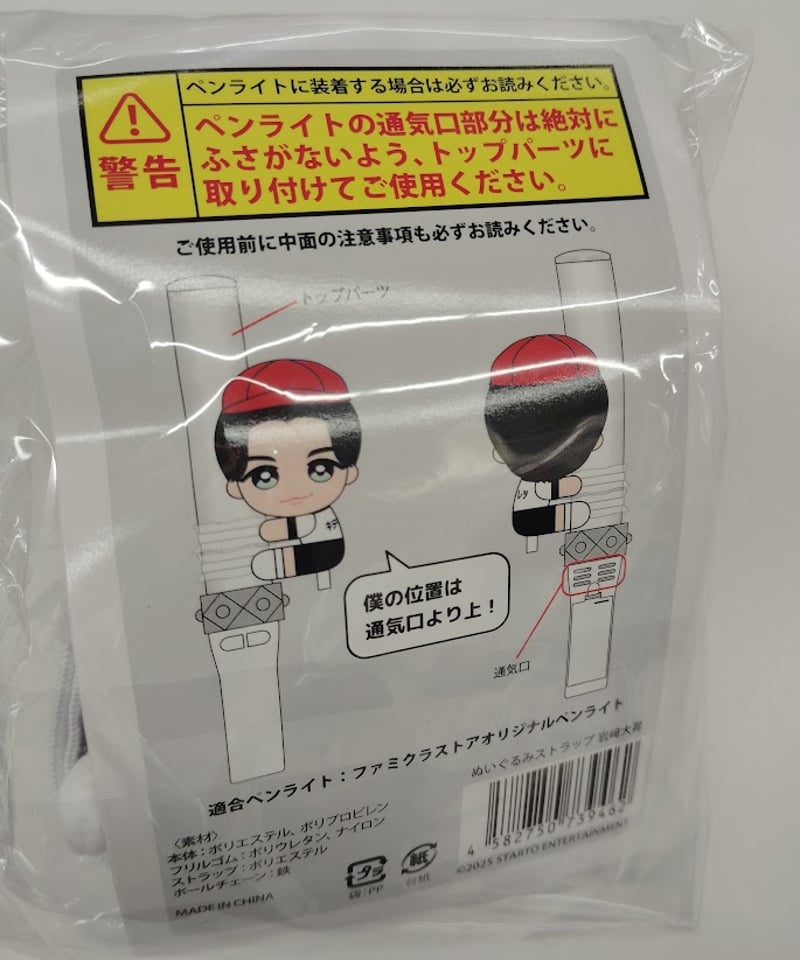 ペンライトに装着する場合は必ずお読みください。
警告
ペンライトの通気口部分は絶対に
ふさがないよう、トップパーツに
取り付けてご使用ください。
ご使用前に中面の注意事項も必ずお読みください。
トップパーツ
キテ
レツ
僕の位置は
通気口より上！
通気口
適合ペンライト：ファミクラストアオリジナルペンライト
ぬいぐるみストラップ 岩﨑大昇
〈素材〉
本体：ポリエステル、ポリプロピレン
フリルゴム：ポリウレタン、ナイロン
ストラップ：ポリエステル
ボールチェーン：鉄
MADE IN CHINA
プラ
袋：PP
紙
台紙
4 582750 739462
©2025 STARTO ENTERTAINMENT